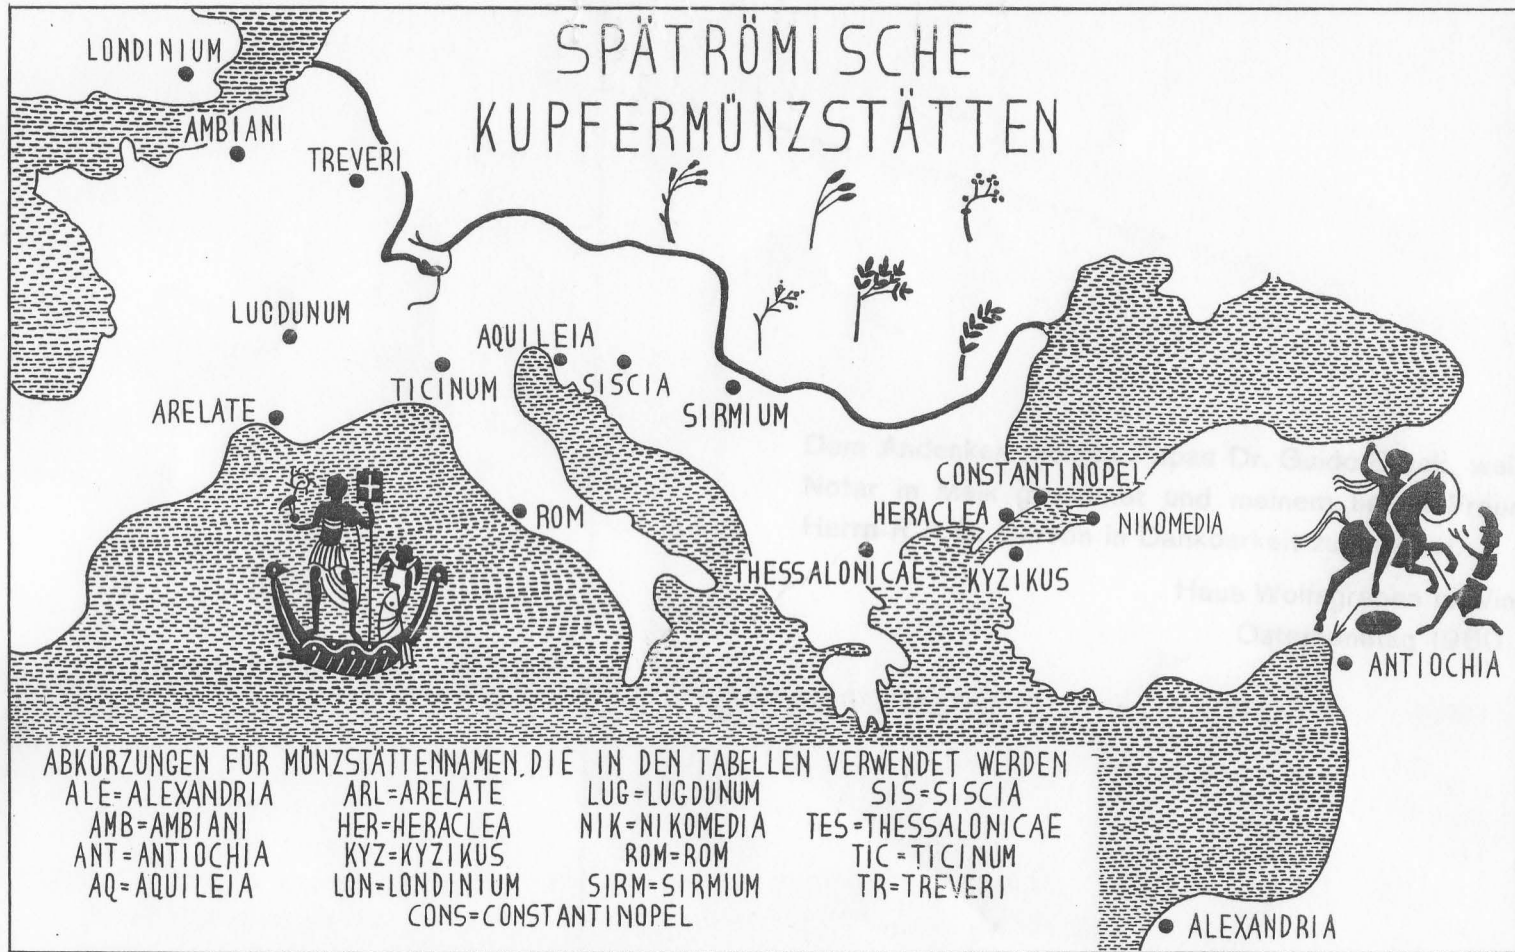 SPÄTRÖMISCHE
KUPFERMÜNZSTÄTTEN
LONDINIUM
AMBIANI
TREVERI
LUGDUNUM
AQUILEIA
TICINUM
SISCIA
SIRMIUM
ARELATE
ROM
CONSTANTINOPEL
HERACLEA
NIKOMEDIA
THESSALONICAE
KYZIKUS
ANTIOCHIA
ABKÜRZUNGEN FÜR MÜNZSTÄTTENNAMEN, DIE IN DEN TABELLEN VERWENDET WERDEN
ALE=ALEXANDRIA ARL=ARELATE LUG=LUGDUNUM SIS=SISCIA
AMB=AMBIANI HER=HERACLEA NIK=NIKOMEDIA TES=THESSALONICAE
ANT=ANTIOCHIA KYZ=KYZIKUS ROM=ROM TIC=TICINUM
AQ=AQUILEIA LON=LONDINIUM SIRM=SIRMIUM TR=TREVERI
CONS=CONSTANTINOPEL
ALEXANDRIA